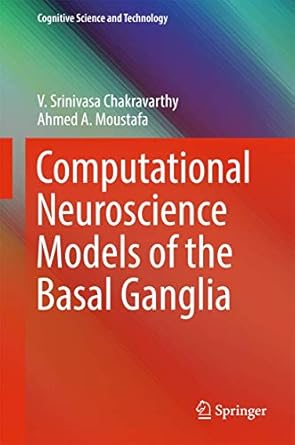 Cognitive Science and Technology
V. Srinivasa Chakravarthy
Ahmed A. Moustafa
Computational
Neuroscience
Models of the
Basal Ganglia
Springer